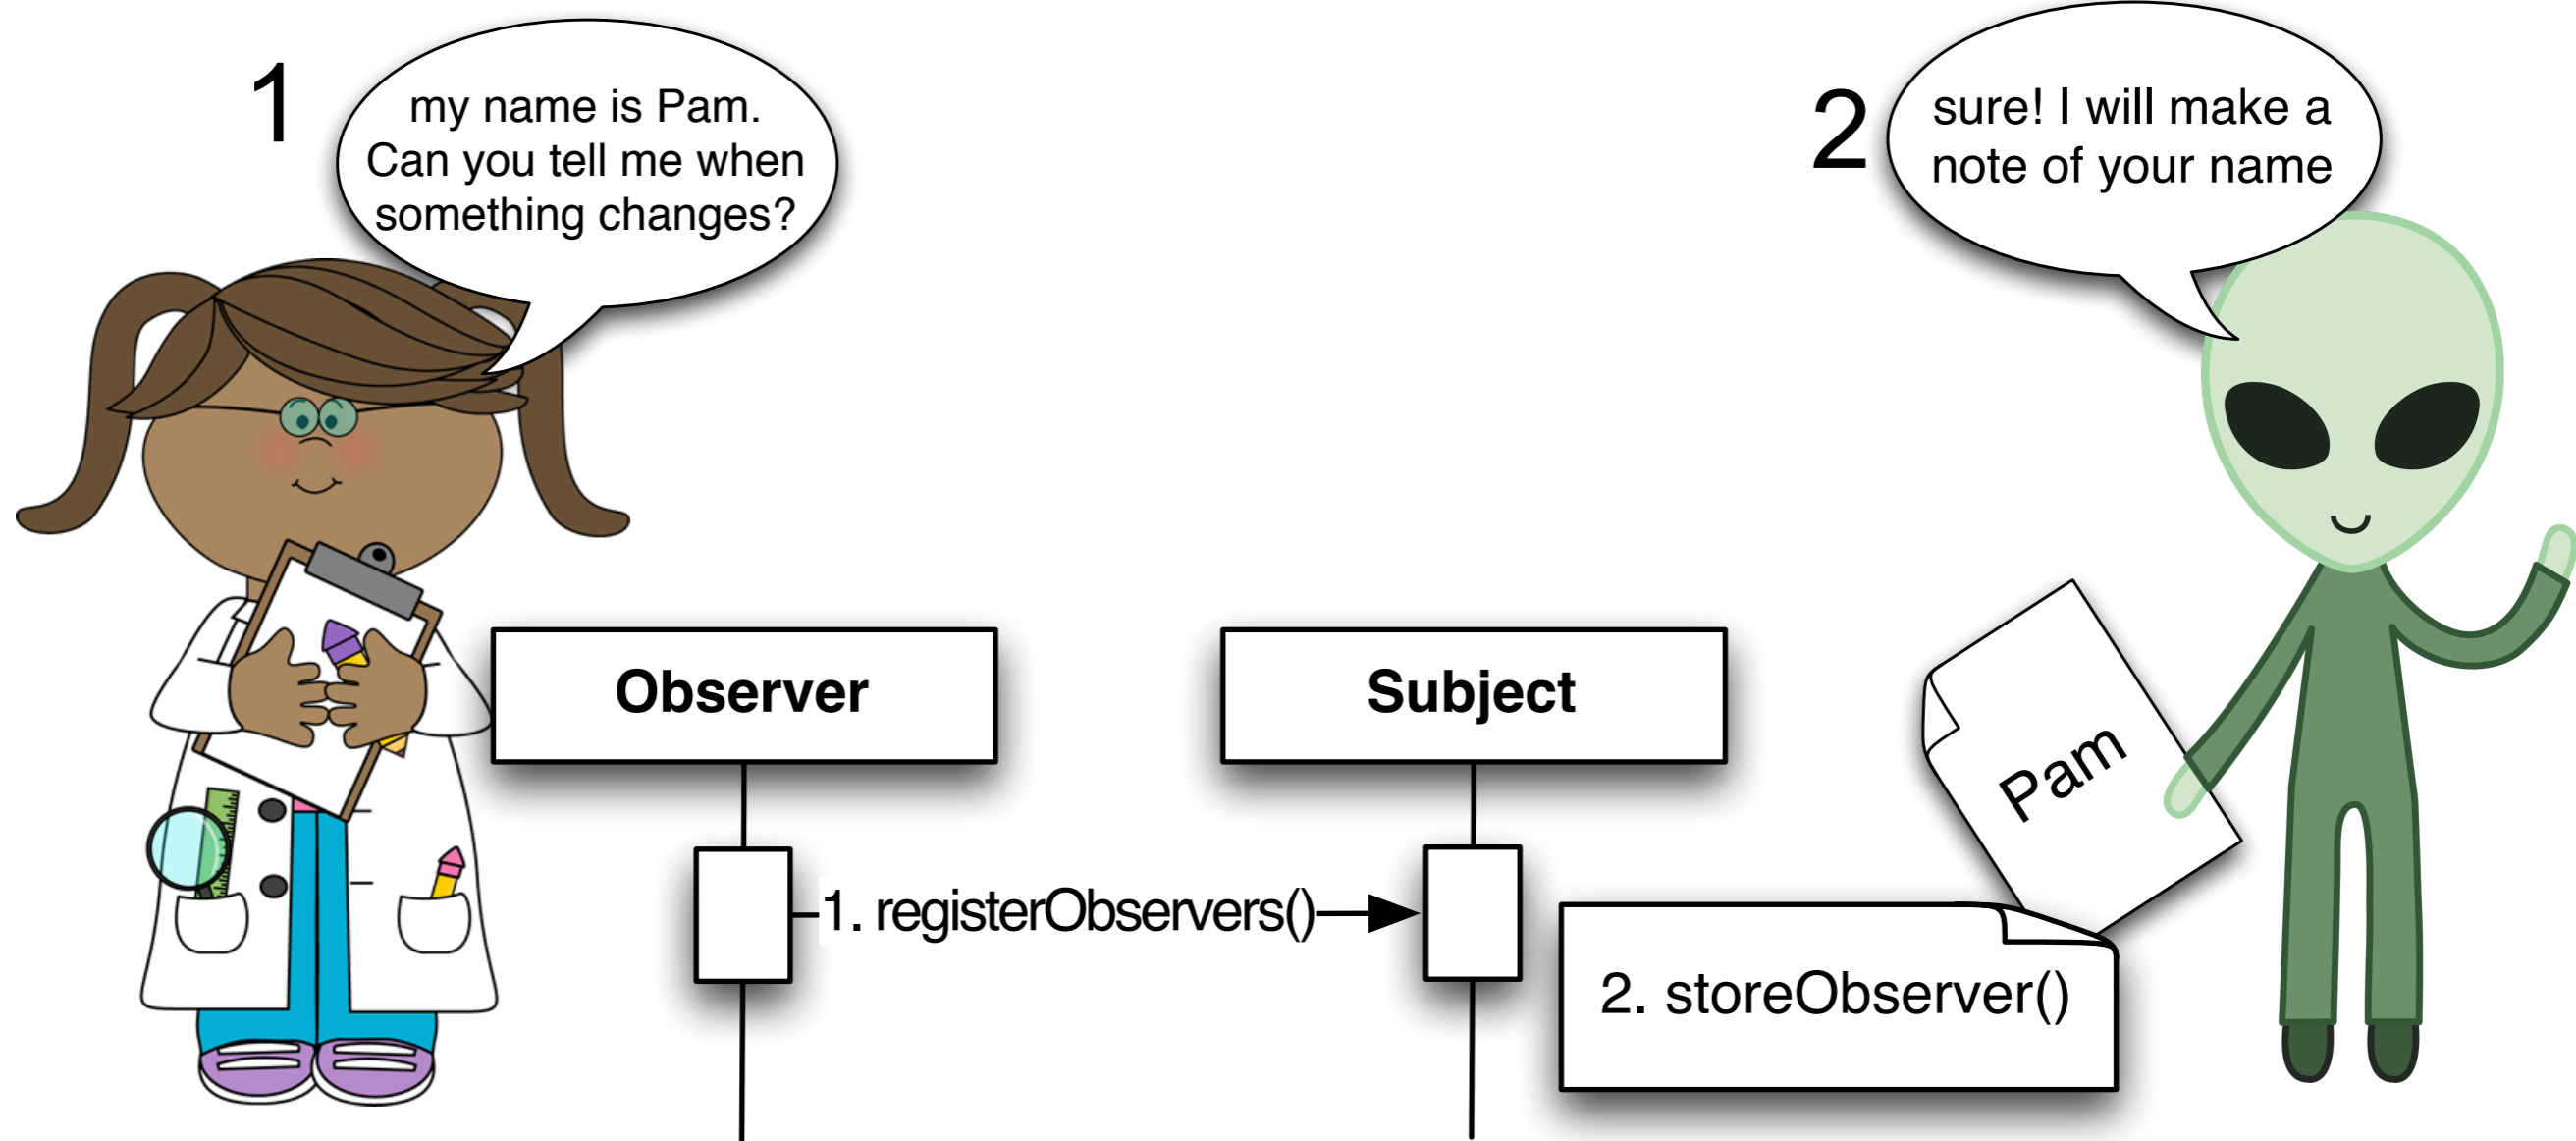 1
my name is Pam.
Can you tell me when
something changes?
2
sure! I will make a
note of your name
Observer
Subject
Pam
1. registerObservers()
2. storeObserver()